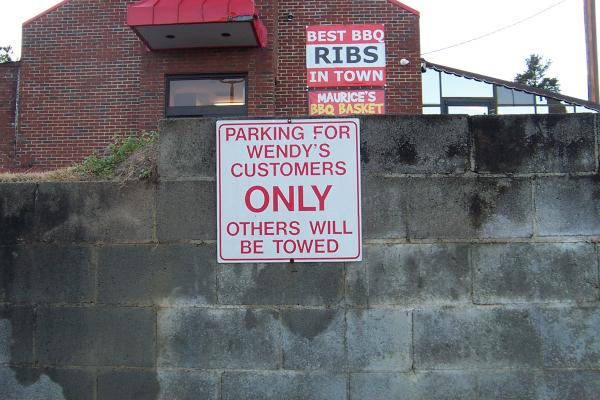 BEST BBQ
RIBS
IN TOWN
MAURICE'S
BBQ BASKET
PARKING FOR
WENDY'S
CUSTOMERS
ONLY
OTHERS WILL
BE TOWED